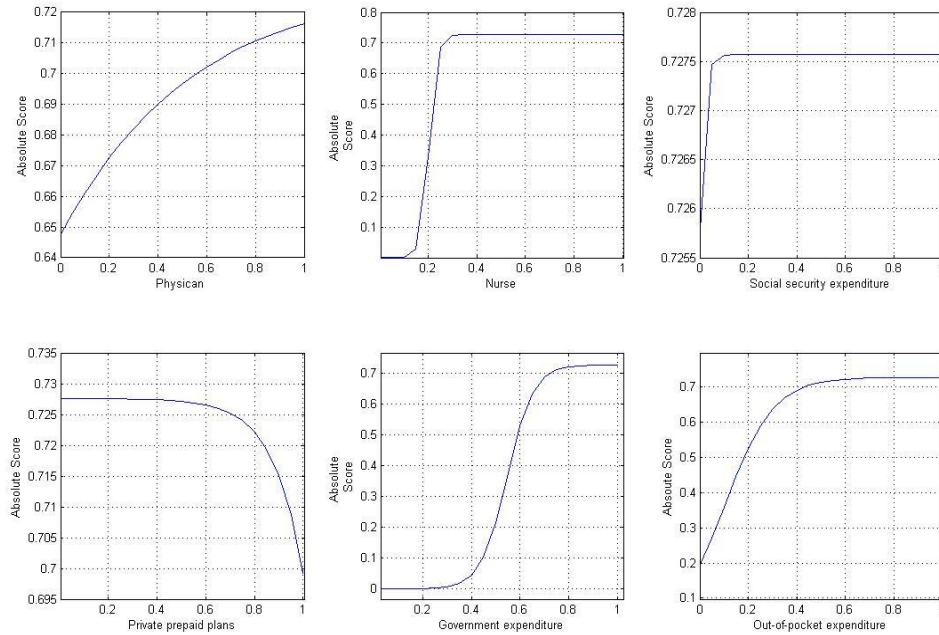 0.72
0.71
0.7
0.69
0.68
0.67
0.66
0.65
0.64
0 0.2 0.4 0.6 0.8 1
Absolute Score
Physican
0.8
0.7
0.6
0.5
0.4
0.3
0.2
0.1
0.2 0.4 0.6 0.8 1
Absolute
Score
Nurse
0.728
0.7275
0.727
0.7265
0.726
0.7255
0 0.2 0.4 0.6 0.8
Absolute Score
Social security expenditure
0.735
0.73
0.725
0.72
0.715
0.71
0.705
0.7
0.695
0 0.2 0.4 0.6 0.8 1
Absolute Score
Private prepaid plans
0.7
0.6
0.5
0.4
0.3
0.2
0.1
0
0.2 0.4 0.6 0.8 1
Absolute
Score
Government expenditure
0.7
0.6
0.5
0.4
0.3
0.2
0.1
0 0.2 0.4 0.6 0.8
Absoute Score
Out-of-pocket expenditure